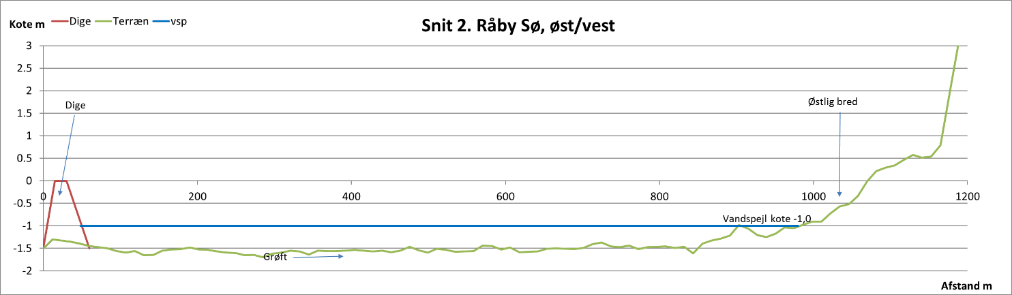 Snit 2. Råby Sø, øst/vest
Kote m
Dige Terræn vsp
3
2.5
2
1.5
1
0.5
0
-0.5
-1
-1.5
-2
Dige
Østlig bred
0 200 400 600 800 1000 1200
Vandspejl kote -1,0
Grøft
Afstand m